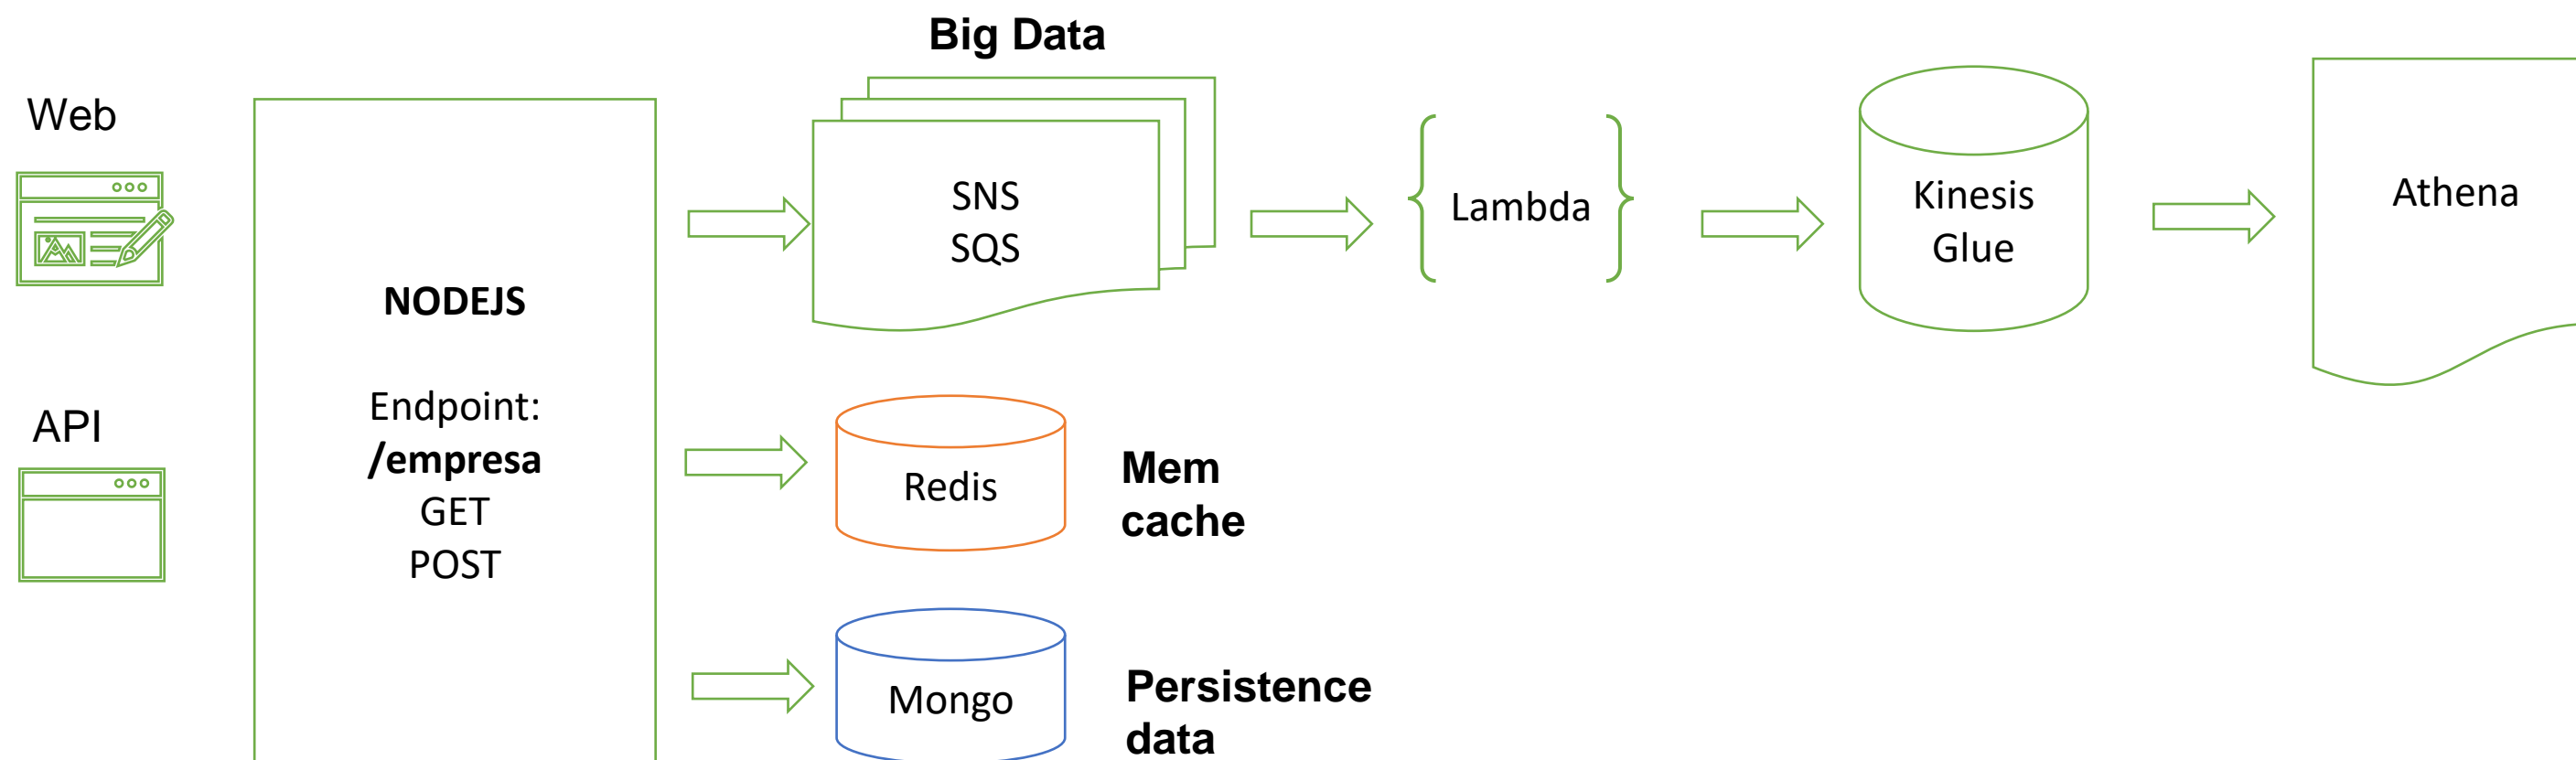 Big Data
Web
API
NODEJS
Endpoint:
/empresa
GET
POST
SNS
SQS
Lambda
Kinesis
Glue
Athena
Redis
Mem
cache
Mongo
Persistence
data